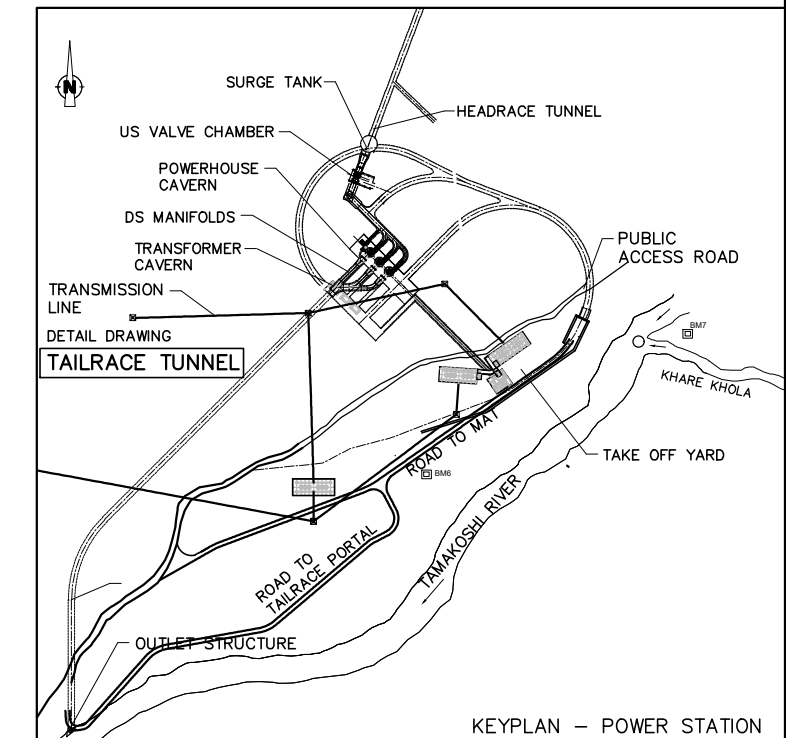 N
SURGE TANK
HEADRACE TUNNEL
US VALVE CHAMBER
POWERHOUSE
CAVERN
DS MANIFOLDS
TRANSFORMER
CAVERN
PUBLIC
ACCESS ROAD
TRANSMISSION
LINE
DETAIL DRAWING
TAILRACE TUNNEL
BM7
KHARE KHOLA
ROAD TO MAT
TAKE OFF YARD
BM6
TAMAKOSHI RIVER
ROAD TO
TAILRACE PORTAL
OUTLET STRUCTURE
KEYPLAN – POWER STATION